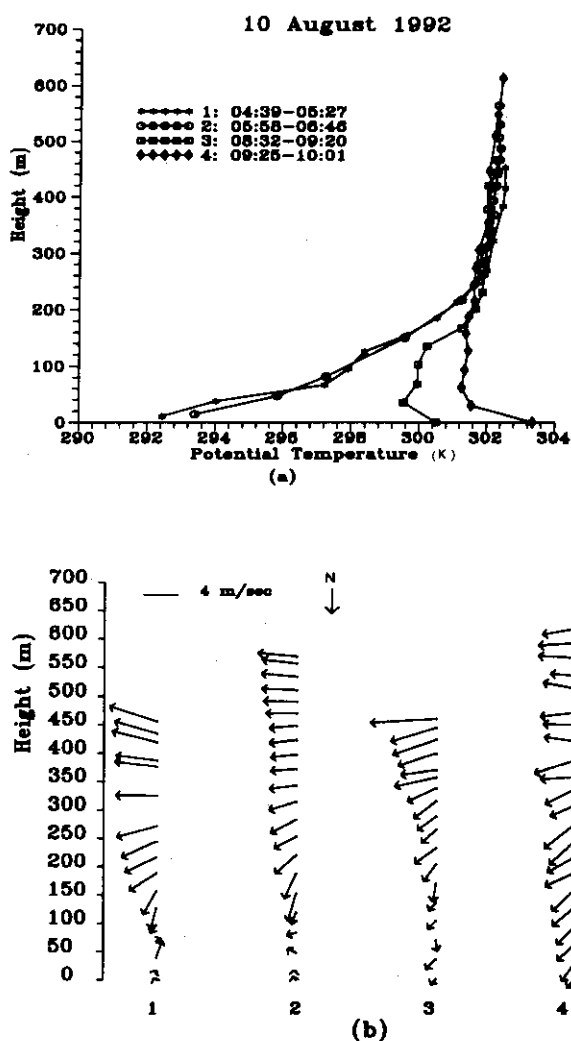 10 August 1992
700
600
500
400
300
200
100
0
Height (m)
1: 04:39-05:27
2: 05:58-06:46
3: 08:32-09:20
4: 09:25-10:01
290 292 294 296 298 300 302 304
Potential Temperature (K)
(a)
700
650
600
550
500
450
400
350
300
250
200
150
100
50
0
Height (m)
4 m/sec
N
1 2 3 4
(b)